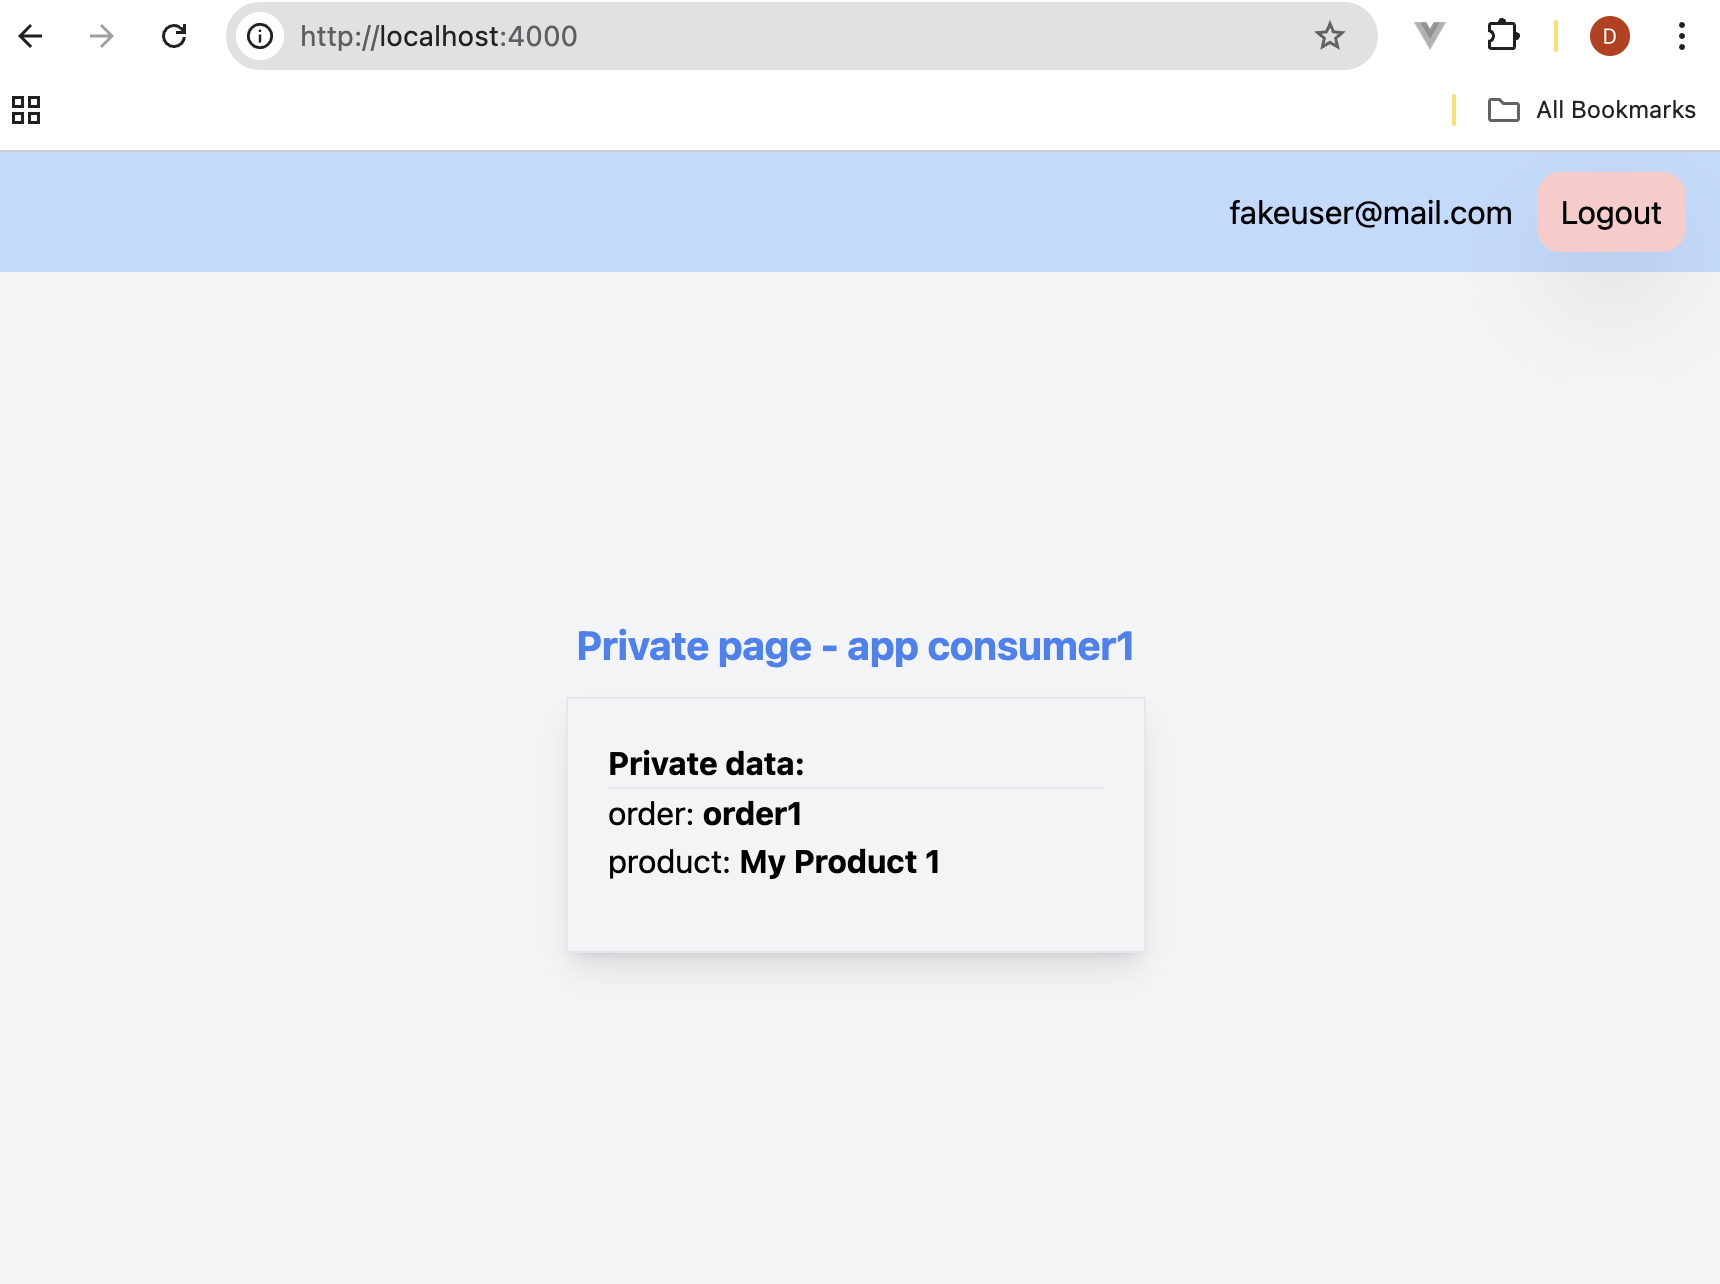 http://localhost:4000
D
All Bookmarks
fakeuser@mail.com Logout
Private page - app consumer1
Private data:
order: order1
product: My Product 1